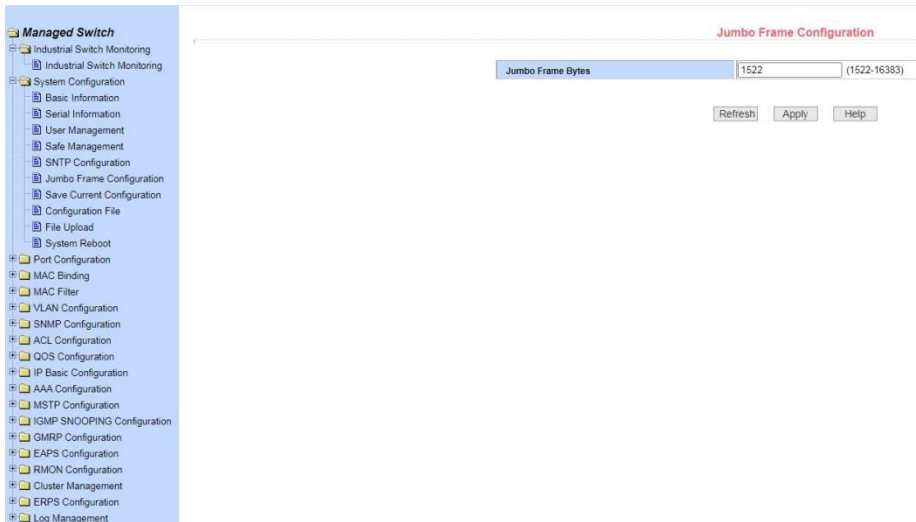 Managed Switch
Industrial Switch Monitoring
Industrial Switch Monitoring
System Configuration
Basic Information
Serial Information
User Management
Safe Management
SNTP Configuration
Jumbo Frame Configuration
Save Current Configuration
Configuration File
File Upload
System Reboot
Port Configuration
MAC Binding
MAC Filter
VLAN Configuration
SNMP Configuration
ACL Configuration
QOS Configuration
IP Basic Configuration
AAA Configuration
MSTP Configuration
IGMP SNOOPING Configuration
GMRP Configuration
EAPS Configuration
RMON Configuration
Cluster Management
ERPS Configuration
Log Management
Jumbo Frame Configuration
Jumbo Frame Bytes 1522 (1522-16383)
Refresh Apply Help